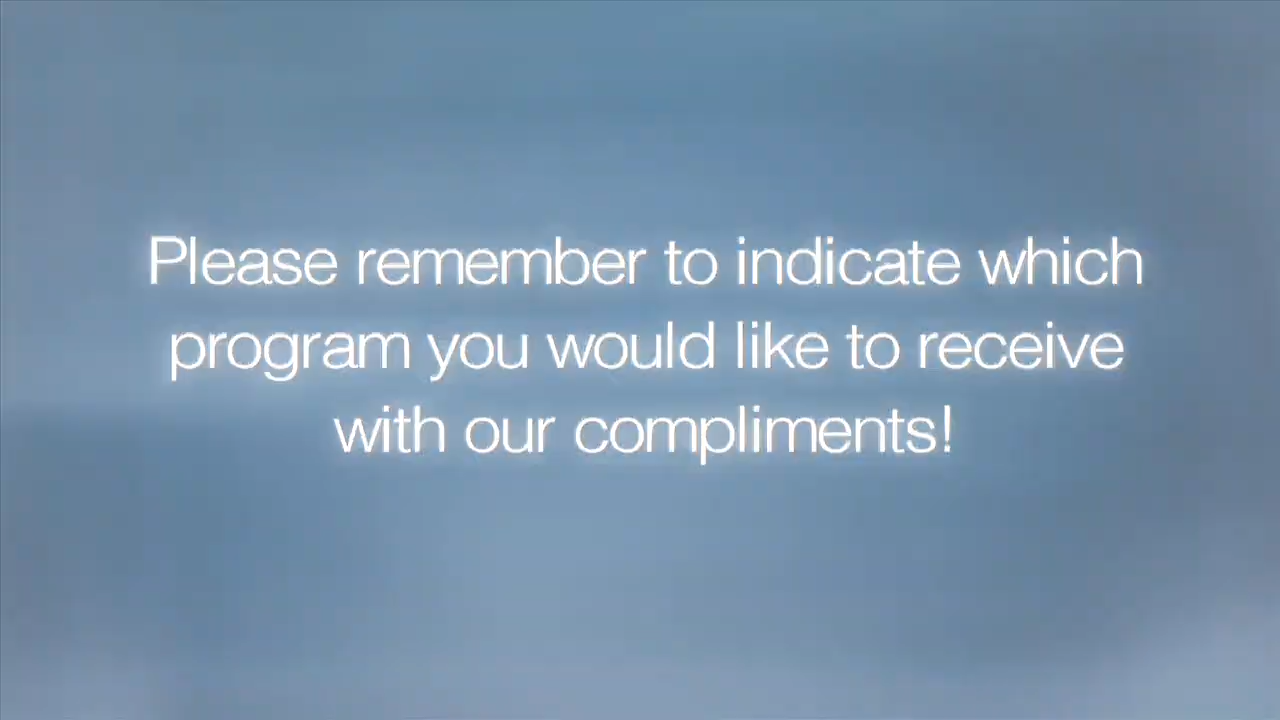 Please remember to indicate which
program you would like to receive
with our compliments!